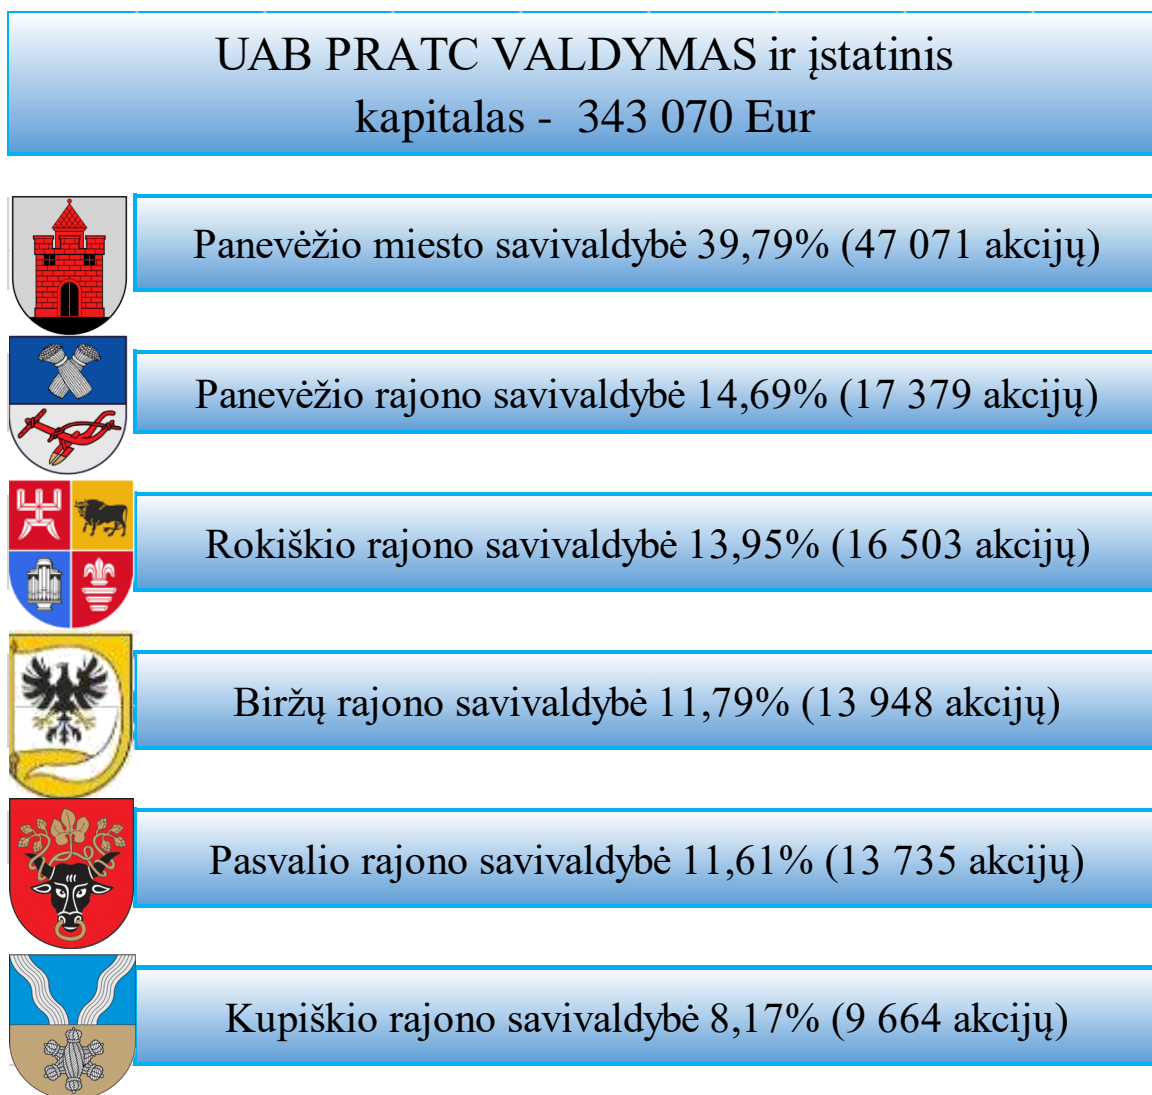 UAB PRATC VALDYMAS ir įstatinis
kapitalas - 343 070 Eur
Panevėžio miesto savivaldybė 39,79% (47 071 akcijų)
Panevėžio rajono savivaldybė 14,69% (17 379 akcijų)
Rokiškio rajono savivaldybė 13,95% (16 503 akcijų)
Biržų rajono savivaldybė 11,79% (13 948 akcijų)
Pasvalio rajono savivaldybė 11,61% (13 735 akcijų)
Kupiškio rajono savivaldybė 8,17% (9 664 akcijų)